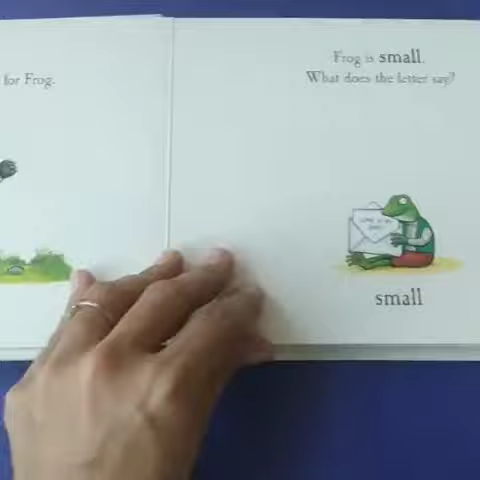 for Frog.
Frog is small.
What does the letter say?
small